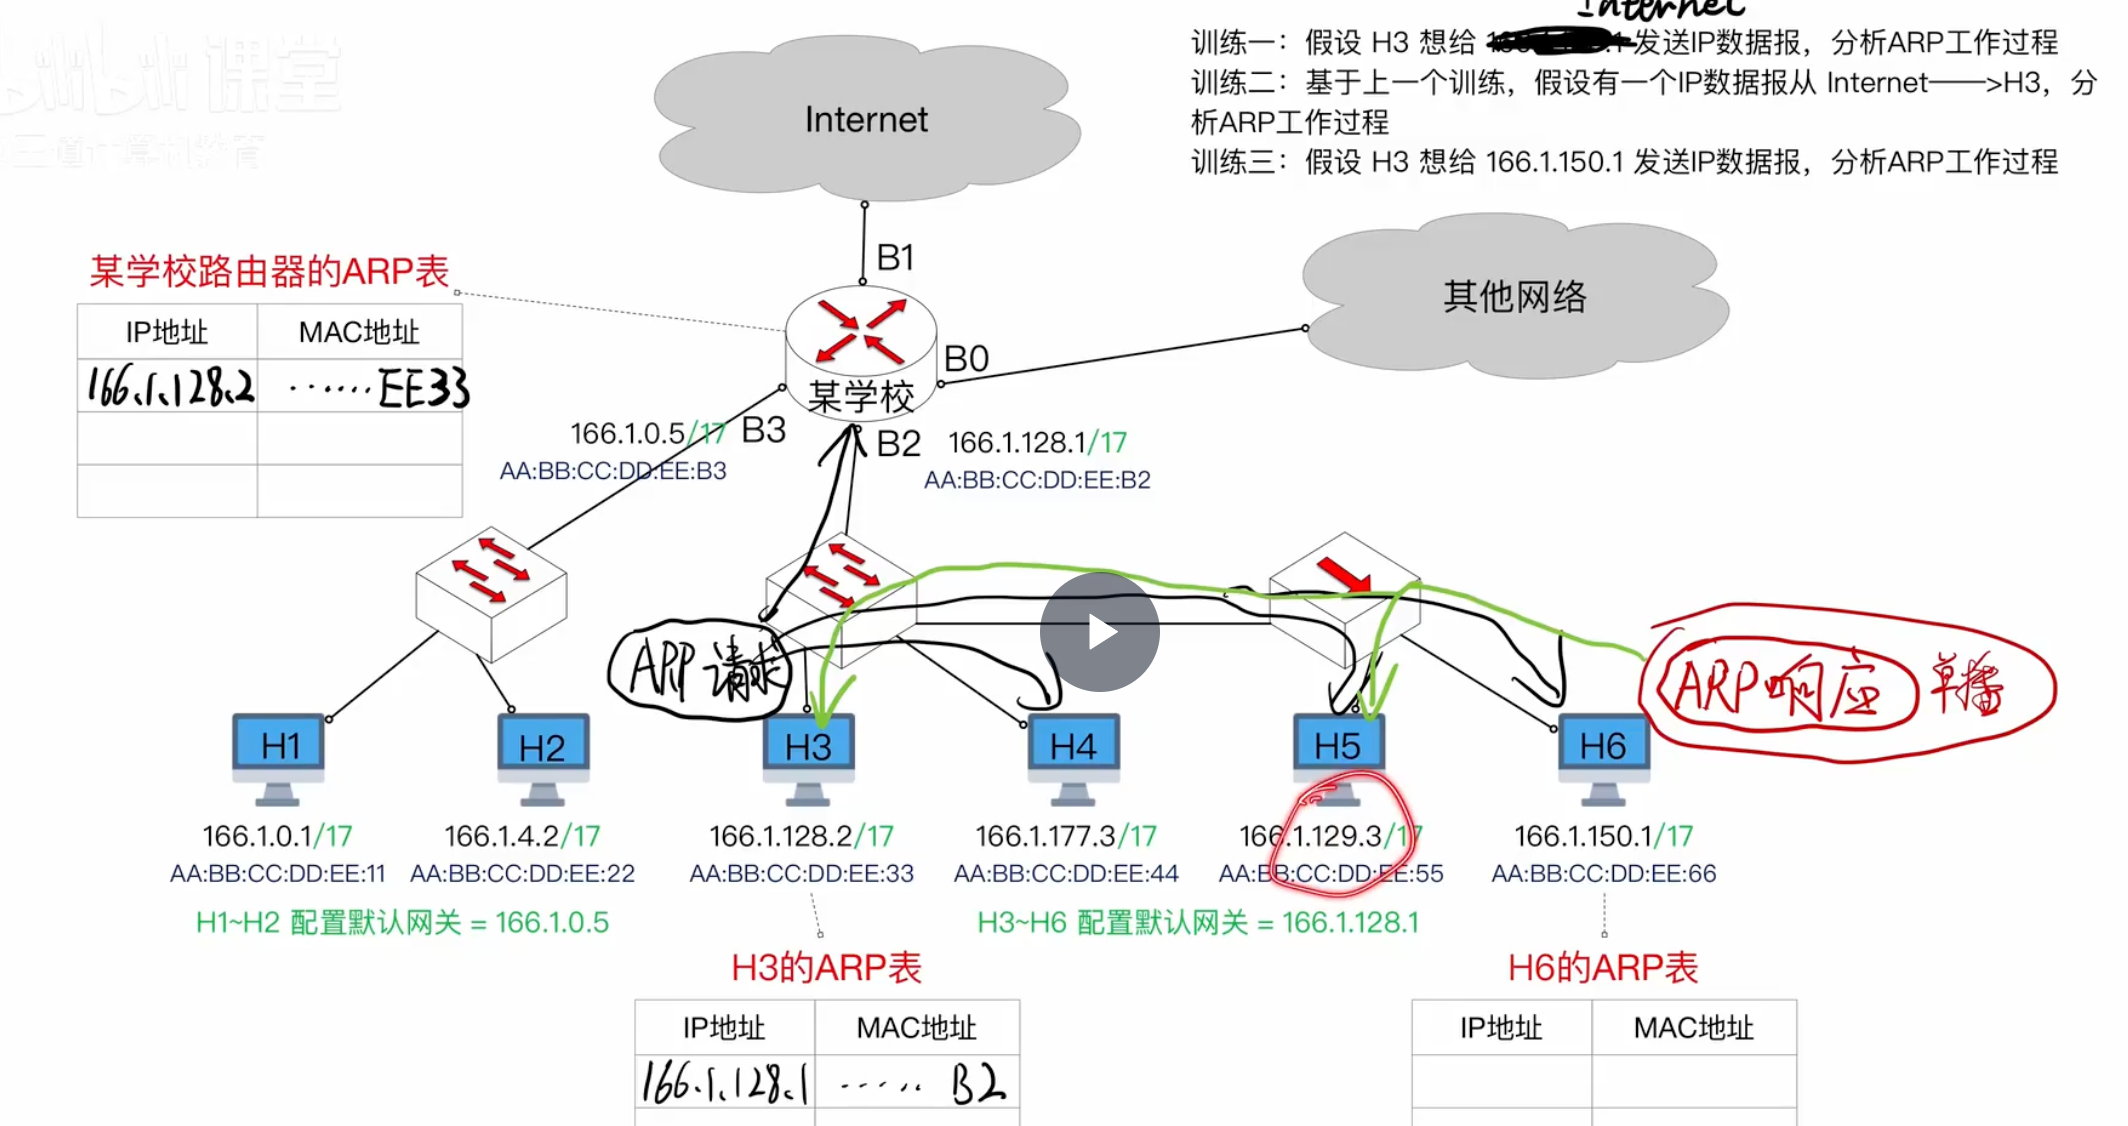 bilibili 课堂
王道计算机教育
Internet
训练一：假设 H3 想给 发送IP数据报，分析ARP工作过程
训练二：基于上一个训练，假设有一个IP数据报从 Internet——>H3，分
析ARP工作过程
训练三：假设 H3 想给 166.1.150.1 发送IP数据报，分析ARP工作过程
Internet
其他网络
某学校路由器的ARP表
IP地址 MAC地址
166.1.128.2 ······EE33
B1
B0
某学校
B3
B2
166.1.0.5/17
AA:BB:CC:DD:EE:B3
166.1.128.1/17
AA:BB:CC:DD:EE:B2
ARP 请求
ARP响应 单播
H1
H2
H3
H4
H5
H6
166.1.0.1/17
AA:BB:CC:DD:EE:11
166.1.4.2/17
AA:BB:CC:DD:EE:22
166.1.128.2/17
AA:BB:CC:DD:EE:33
166.1.177.3/17
AA:BB:CC:DD:EE:44
166.1.129.3/17
AA:BB:CC:DD:EE:55
166.1.150.1/17
AA:BB:CC:DD:EE:66
H1~H2 配置默认网关 = 166.1.0.5
H3~H6 配置默认网关 = 166.1.128.1
H3的ARP表
IP地址 MAC地址
166.1.128.1 ······ B2
H6的ARP表
IP地址 MAC地址